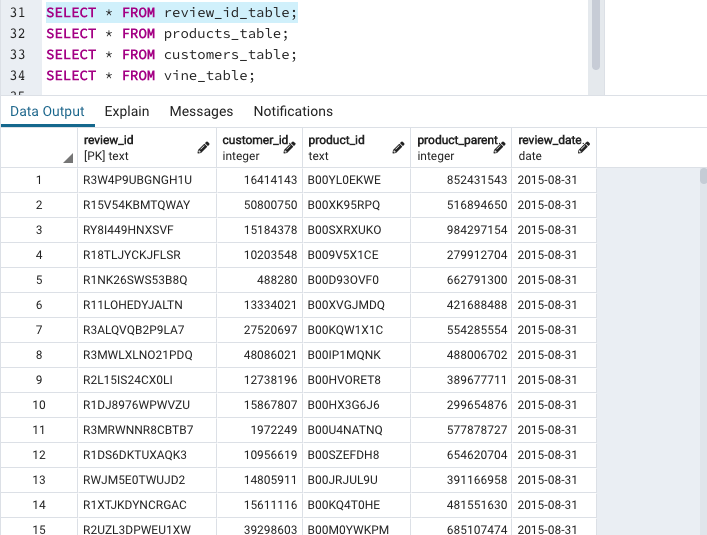 31 SELECT * FROM review_id_table;
32 SELECT * FROM products_table;
33 SELECT * FROM customers_table;
34 SELECT * FROM vine_table;
Data Output Explain Messages Notifications
review_id customer_id product_id product_parent review_date
[PK] text integer text integer date
1 R3W4P9UBGNGH1U 16414143 B00YL0EKWE 852431543 2015-08-31
2 R15V54KBMTQWAY 50800750 B00XK95RPQ 516894650 2015-08-31
3 RY8I449HNXSVF 15184378 B00SXRXUKO 984297154 2015-08-31
4 R18TLJYCKJFLSR 10203548 B009V5X1CE 279912704 2015-08-31
5 R1NK26SWS53B8Q 488280 B00D93OVF0 662791300 2015-08-31
6 R11LOHEDYJALTN 13334021 B00XVGJMDQ 421688488 2015-08-31
7 R3ALQVQB2P9LA7 27520697 B00KQW1X1C 554285554 2015-08-31
8 R3MWLXLNO21PDQ 48086021 B00IP1MQNK 488006702 2015-08-31
9 R2L15IS24CX0LI 12738196 B00HVORET8 389677711 2015-08-31
10 R1DJ8976WPWVZU 15867807 B00HX3G6J6 299654876 2015-08-31
11 R3MRWNNR8CBTB7 1972249 B00U4NATNQ 577878727 2015-08-31
12 R1DS6DKTUXAQK3 10956619 B00SZEFDH8 654620704 2015-08-31
13 RWJM5E0TWUJD2 14805911 B00JRJUL9U 391166958 2015-08-31
14 R1XTJKDYNCRGAC 15611116 B00KQ4T0HE 481551630 2015-08-31
15 R2UZL3DPWEU1XW 39298603 B00M0YWKPM 685107474 2015-08-31